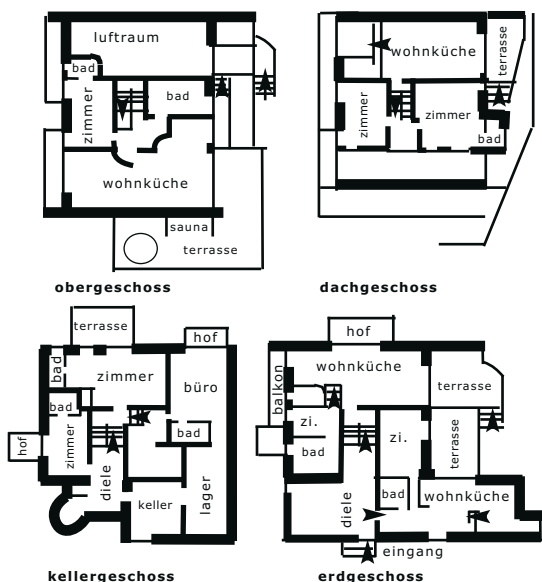 luftraum
bad
zimmer
bad
wohnküche
sauna
terrasse
obergeschoss
wohnküche
terrasse
zimmer
zimmer
bad
dachgeschoss
terrasse
hof
bad
zimmer
büro
bad
hof
zimmer
bad
diele
keller
lager
kellergeschoss
hof
balkon
wohnküche
terrasse
zi.
zi.
bad
terrasse
diele
bad
wohnküche
eingang
erdgeschoss